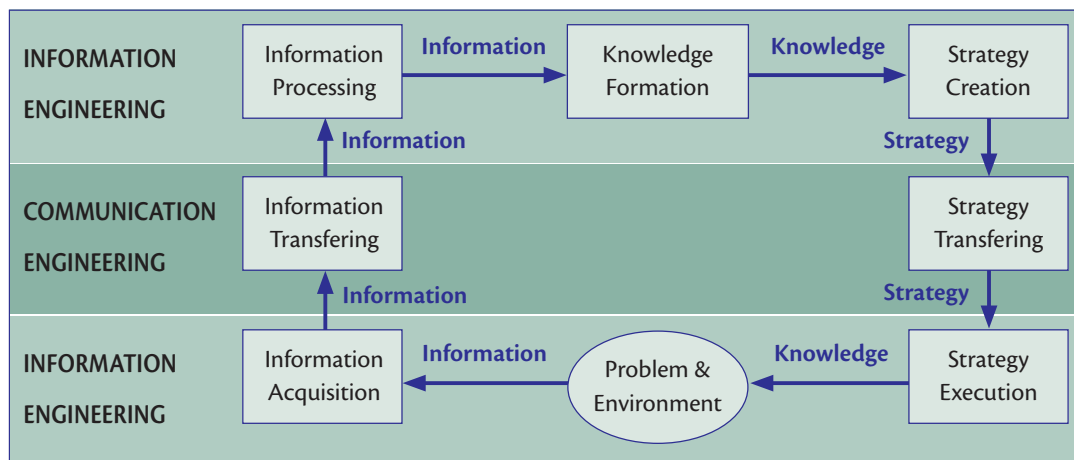 INFORMATION
ENGINEERING
Information
Processing
Information
Knowledge
Formation
Knowledge
Strategy
Creation
Information
Strategy
COMMUNICATION
ENGINEERING
Information
Transfering
Strategy
Transfering
Information
Strategy
INFORMATION
ENGINEERING
Information
Acquisition
Information
Problem &
Environment
Knowledge
Strategy
Execution